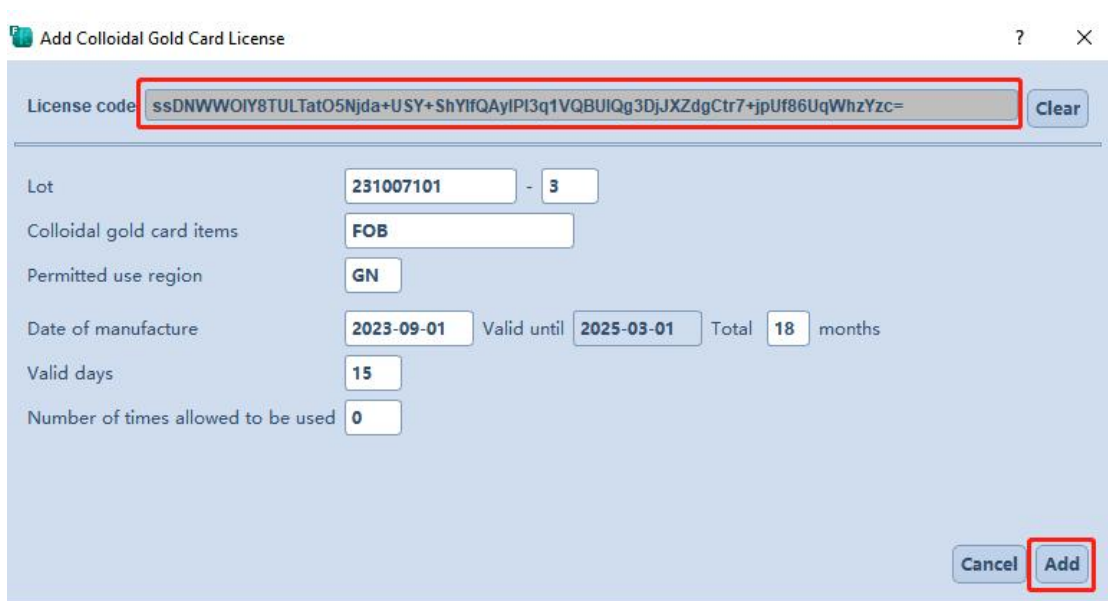 Add Colloidal Gold Card License ?
License code ssDNWWOlY8TULTatO5Njda+USY+ShYlfQAylPl3q1VQBUlQg3DjJXZdgCtr7+jpUf86UqWhzYzc= Clear
Lot 231007101 - 3
Colloidal gold card items FOB
Permitted use region GN
Date of manufacture 2023-09-01 Valid until 2025-03-01 Total 18 months
Valid days 15
Number of times allowed to be used 0
Cancel Add